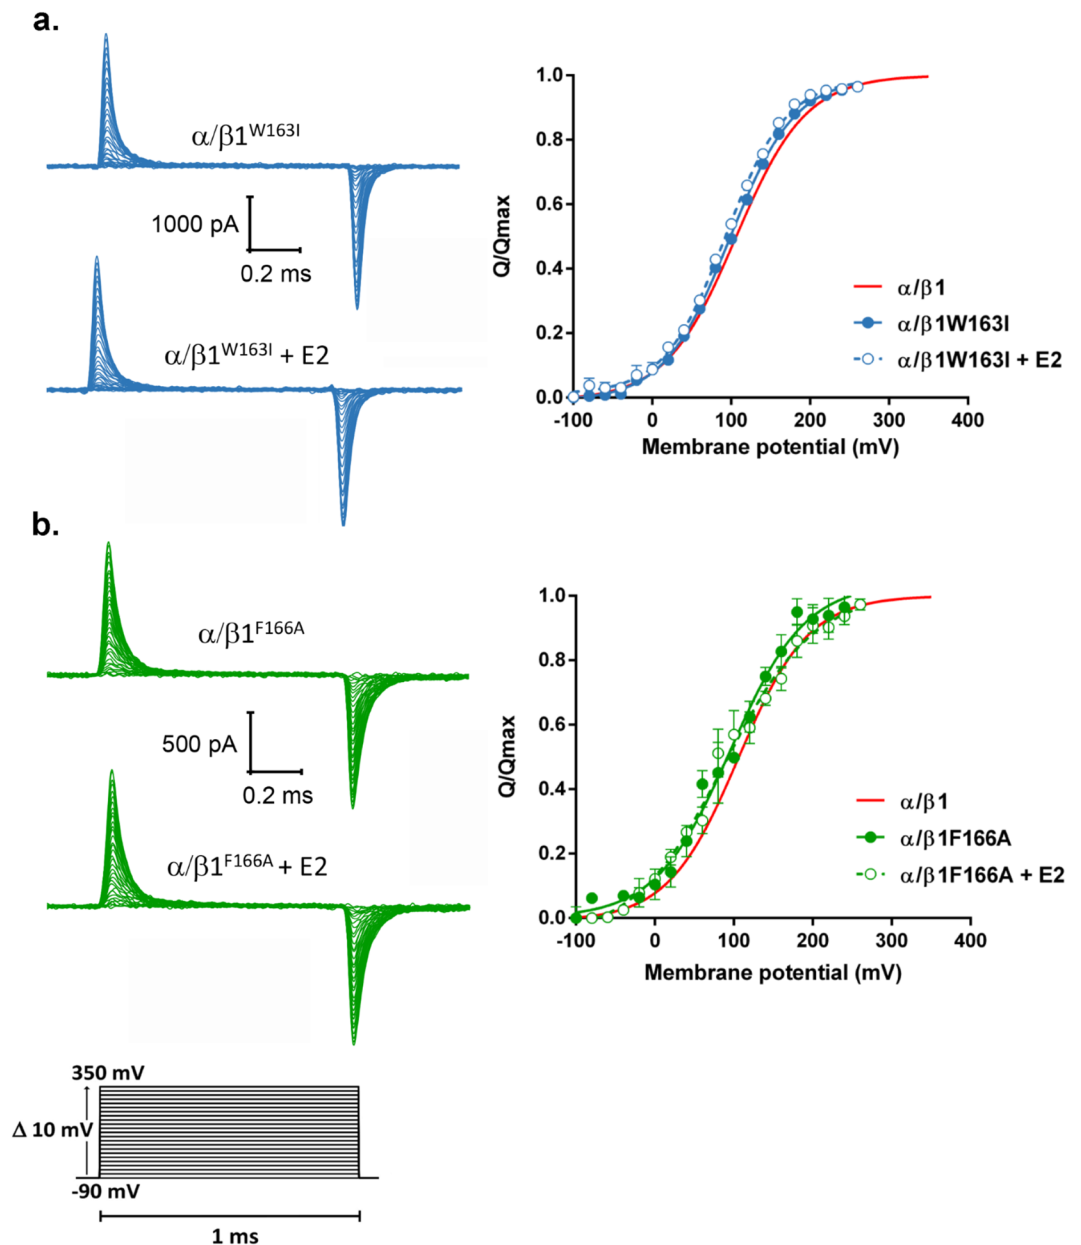 a.
α/β1W163I
1000 pA
0.2 ms
α/β1W163I + E2
1.0
0.8
0.6
0.4
0.2
0.0
Q/Qmax
-100 0 100 200 300 400
Membrane potential (mV)
α/β1
α/β1W163I
α/β1W163I + E2
b.
α/β1F166A
500 pA
0.2 ms
α/β1F166A + E2
1.0
0.8
0.6
0.4
0.2
0.0
Q/Qmax
-100 0 100 200 300 400
Membrane potential (mV)
α/β1
α/β1F166A
α/β1F166A + E2
350 mV
Δ 10 mV
-90 mV
1 ms